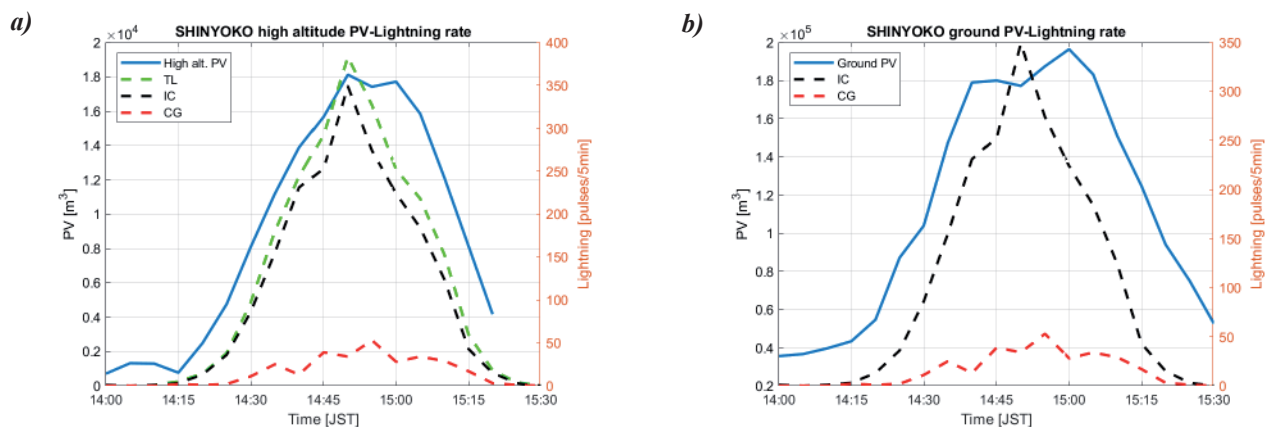 a)
SHINYOKO high altitude PV-Lightning rate
×10⁴
2
1.8
1.6
1.4
1.2
1
0.8
0.6
0.4
0.2
0
PV [m³]
High alt. PV
TL
IC
CG
400
350
300
250
200
150
100
50
0
Lightning [pulses/5min]
14:00 14:15 14:30 14:45 15:00 15:15 15:30
Time [JST]
b)
SHINYOKO ground PV-Lightning rate
×10⁵
2
1.8
1.6
1.4
1.2
1
0.8
0.6
0.4
0.2
PV [m³]
Ground PV
IC
CG
350
300
250
200
150
100
50
0
Lightning [pulses/5min]
14:00 14:15 14:30 14:45 15:00 15:15 15:30
Time [JST]